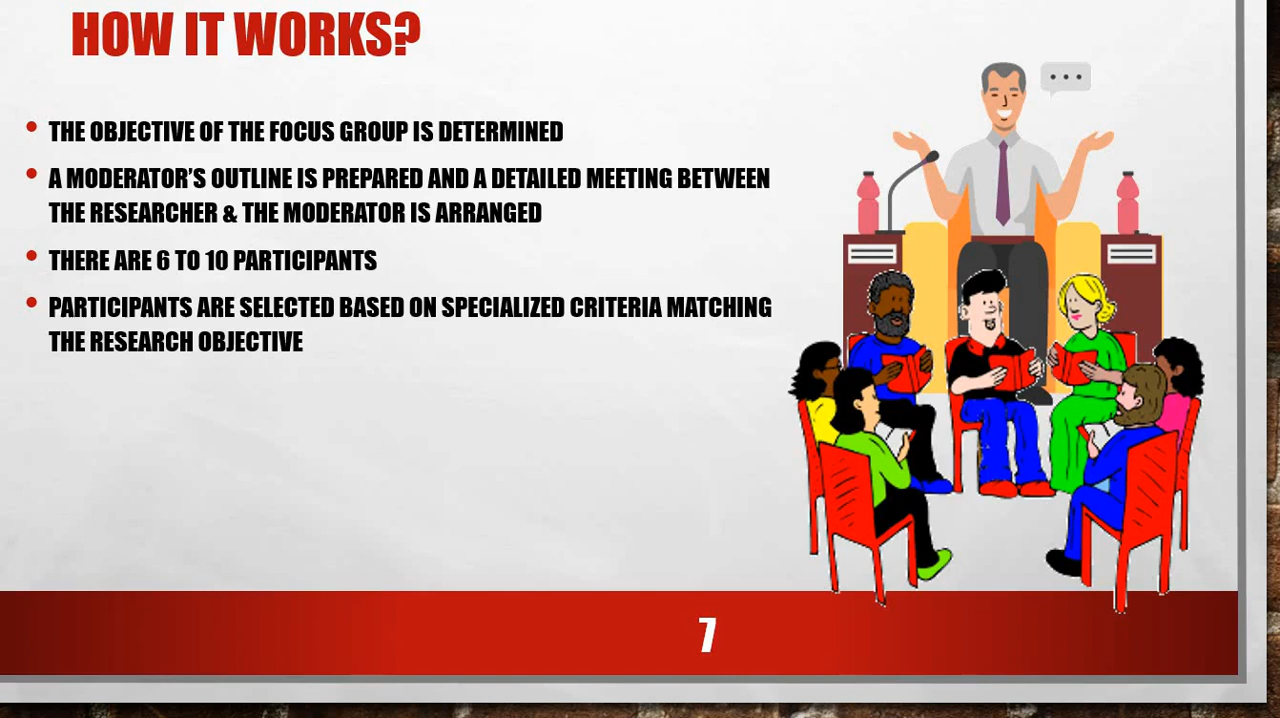 HOW IT WORKS?
• THE OBJECTIVE OF THE FOCUS GROUP IS DETERMINED
• A MODERATOR’S OUTLINE IS PREPARED AND A DETAILED MEETING BETWEEN
THE RESEARCHER & THE MODERATOR IS ARRANGED
• THERE ARE 6 TO 10 PARTICIPANTS
• PARTICIPANTS ARE SELECTED BASED ON SPECIALIZED CRITERIA MATCHING
THE RESEARCH OBJECTIVE
7